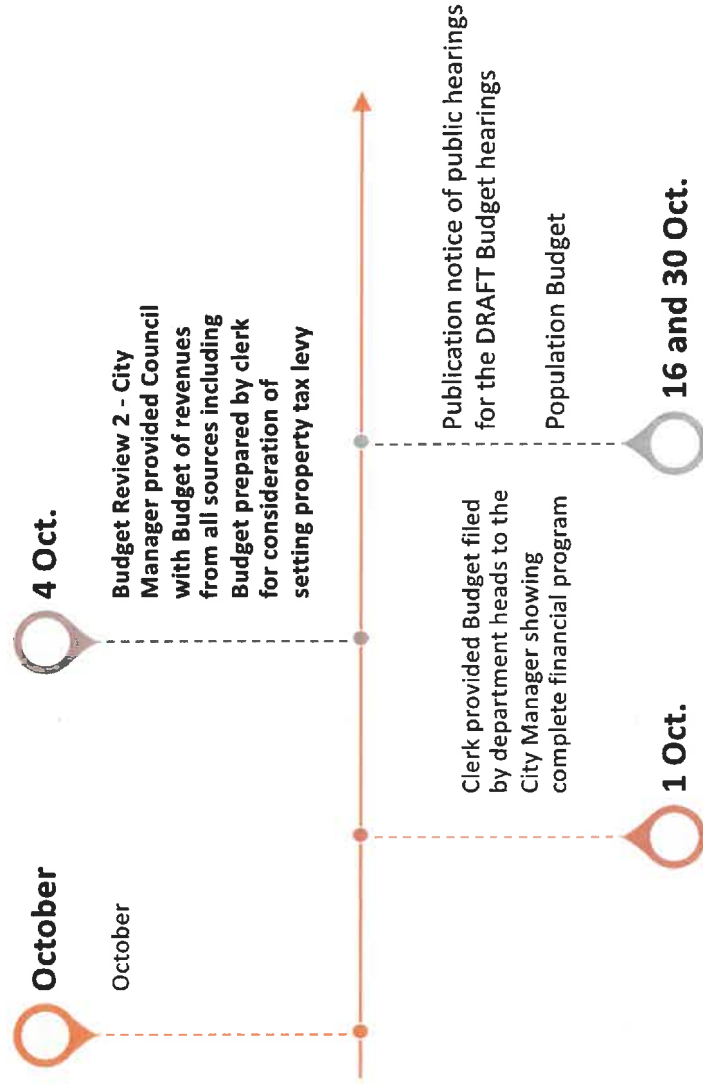 October
October
4 Oct.
Budget Review 2 - City
Manager provided Council
with Budget of revenues
from all sources including
Budget prepared by clerk
for consideration of
setting property tax levy
Clerk provided Budget filed
by department heads to the
City Manager showing
complete financial program
1 Oct.
Publication notice of public hearings
for the DRAFT Budget hearings
Population Budget
16 and 30 Oct.